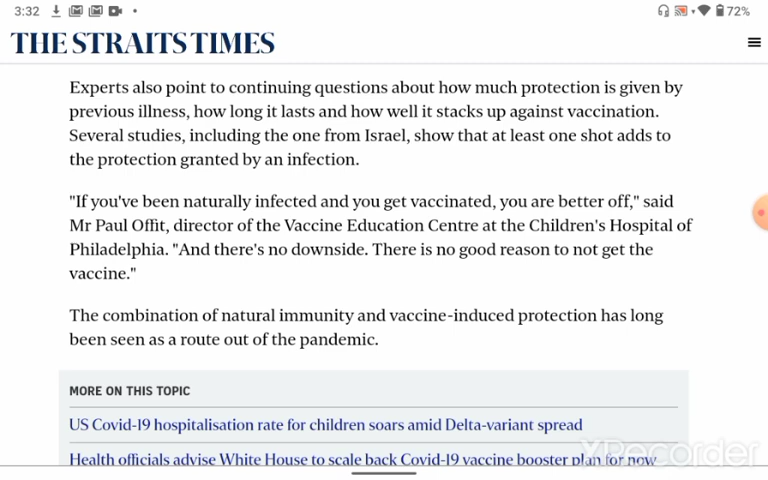 3:32
72%
THE STRAITS TIMES
Experts also point to continuing questions about how much protection is given by
previous illness, how long it lasts and how well it stacks up against vaccination.
Several studies, including the one from Israel, show that at least one shot adds to
the protection granted by an infection.
"If you've been naturally infected and you get vaccinated, you are better off," said
Mr Paul Offit, director of the Vaccine Education Centre at the Children's Hospital of
Philadelphia. "And there's no downside. There is no good reason to not get the
vaccine."
The combination of natural immunity and vaccine-induced protection has long
been seen as a route out of the pandemic.
MORE ON THIS TOPIC
US Covid-19 hospitalisation rate for children soars amid Delta-variant spread
Health officials advise White House to scale back Covid-19 vaccine booster plan for now
XRecorder